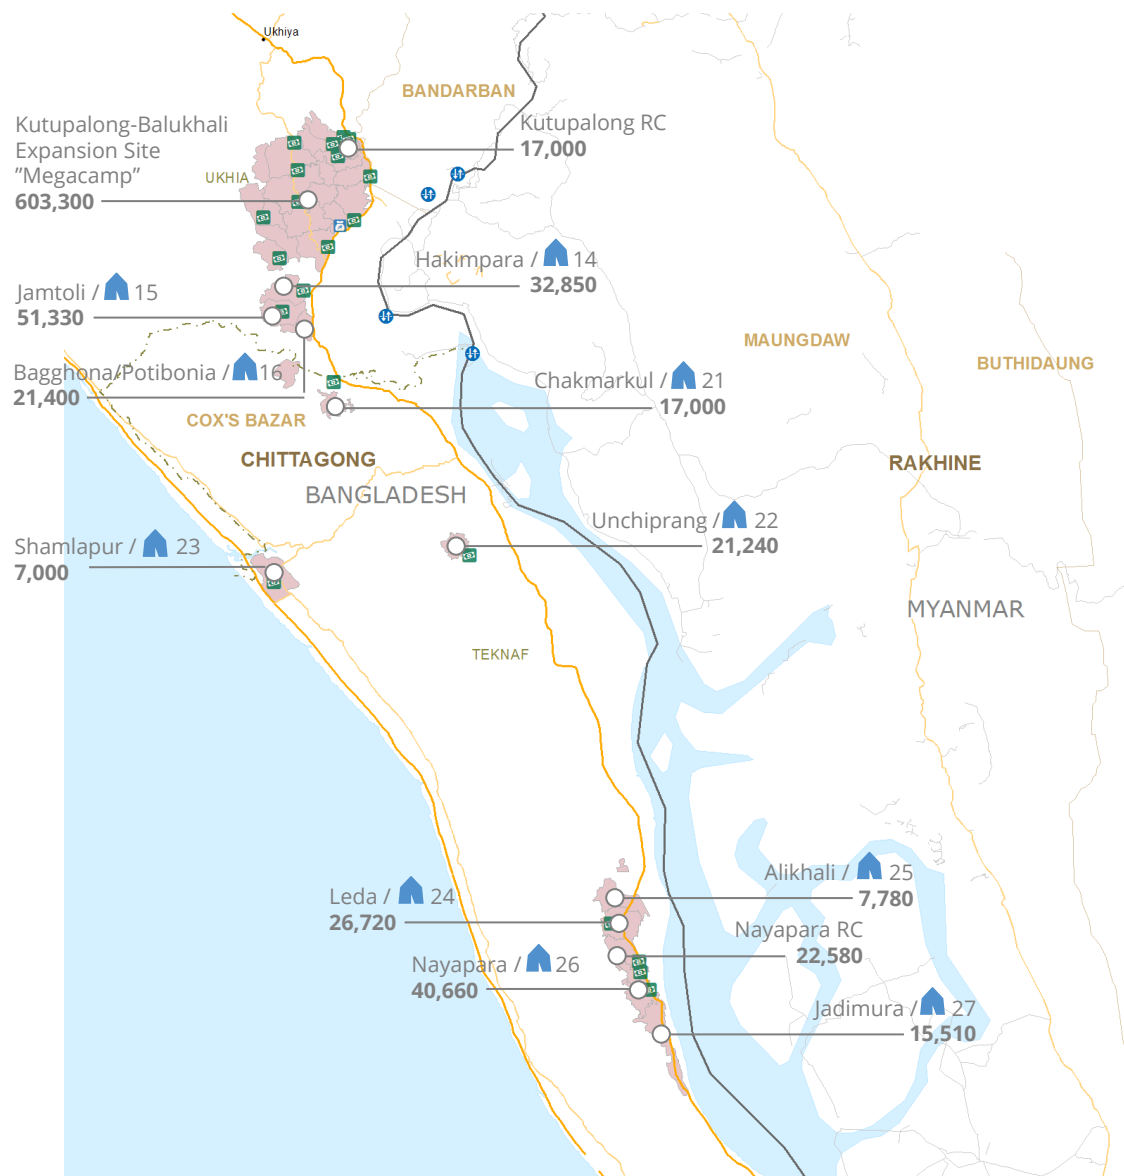 Ukhiya
BANDARBAN
Kutupalong-Balukhali
Expansion Site
”Megacamp”
603,300
Kutupalong RC
17,000
UKHIA
Hakimpara / 14
32,850
Jamtoli / 15
51,330
MAUNGDAW
BUTHIDAUNG
Bagghona/Potibonia / 16
21,400
Chakmarkul / 21
17,000
COX'S BAZAR
CHITTAGONG
RAKHINE
BANGLADESH
Unchiprang / 22
21,240
Shamlapur / 23
7,000
MYANMAR
TEKNAF
Alikhali / 25
7,780
Leda / 24
26,720
Nayapara RC
22,580
Nayapara / 26
40,660
Jadimura / 27
15,510